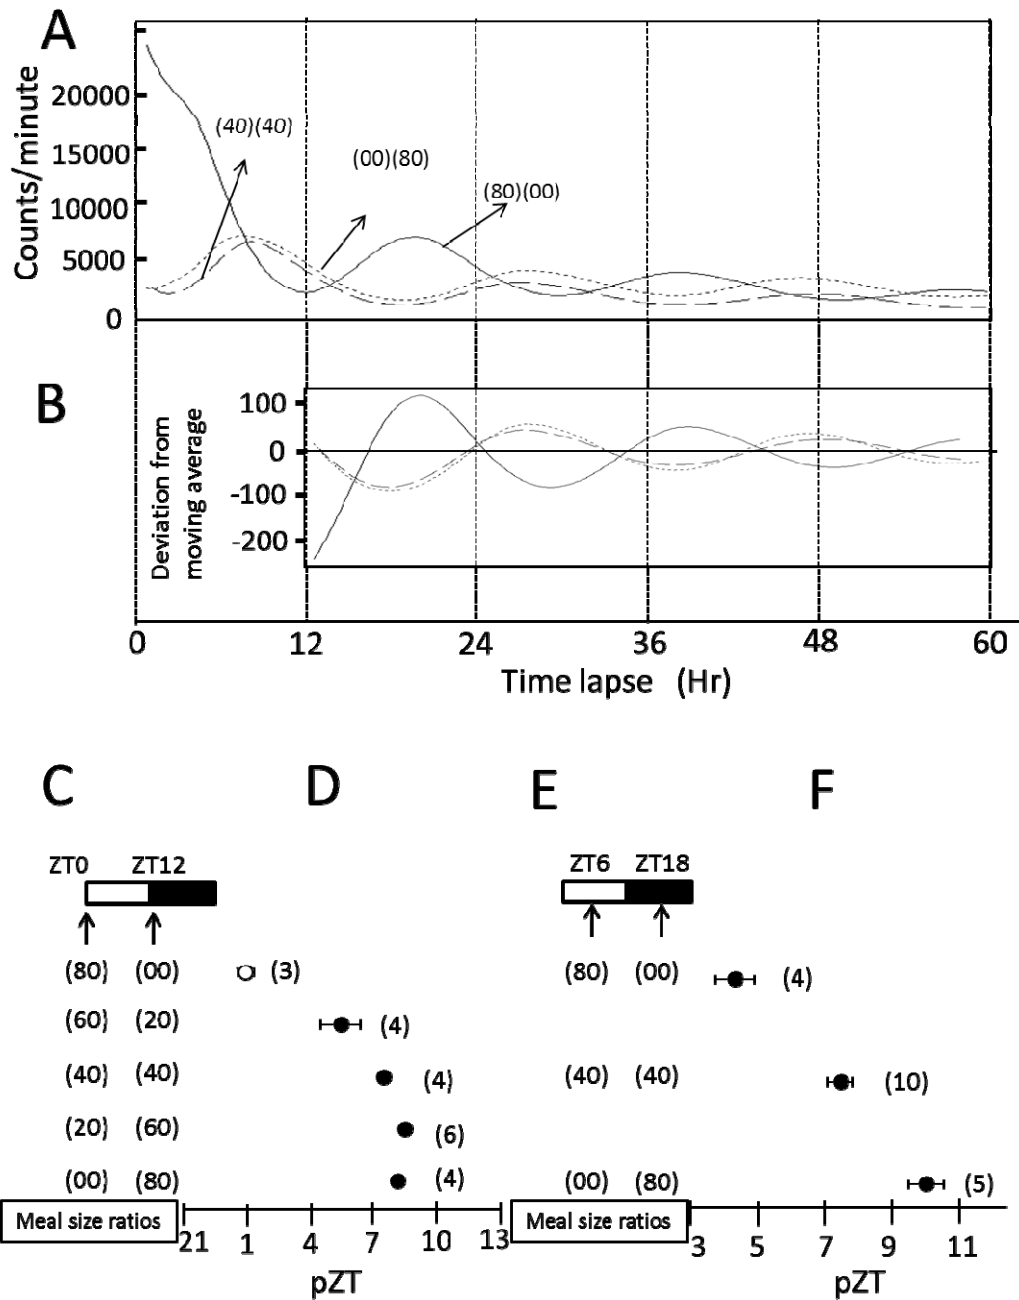 A
Counts/minute
20000
15000
10000
5000
0
(40)(40)
(00)(80)
(80)(00)
B
Deviation from
moving average
100
0
-100
-200
0 12 24 36 48 60
Time lapse (Hr)
C D E F
ZT0 ZT12
(80) (00) (3)
(60) (20) (4)
(40) (40) (4)
(20) (60) (6)
(00) (80) (4)
Meal size ratios
21 1 4 7 10 13
pZT
ZT6 ZT18
(80) (00) (4)
(40) (40) (10)
(00) (80) (5)
Meal size ratios
3 5 7 9 11
pZT